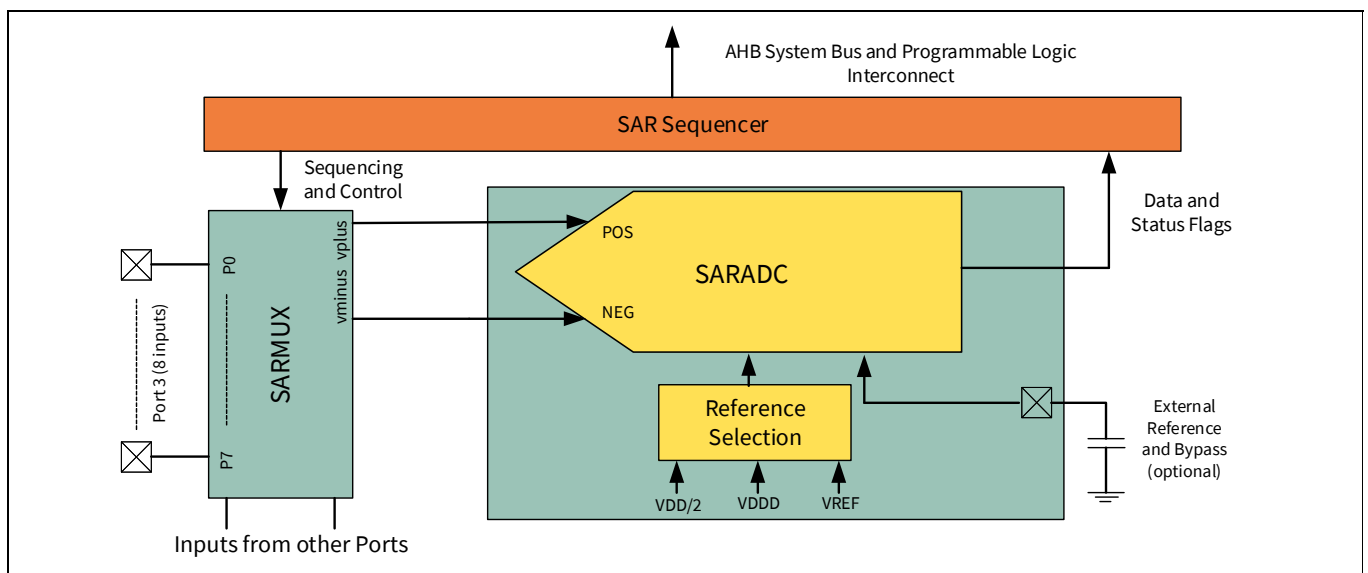 AHB System Bus and Programmable Logic
Interconnect
SAR Sequencer
Sequencing
and Control
Data and
Status Flags
vplus
vminus
POS
NEG
SARADC
P0
P7
Port 3 (8 inputs)
SARMUX
Reference
Selection
VDD/2
VDDD
VREF
External
Reference
and Bypass
(optional)
Inputs from other Ports